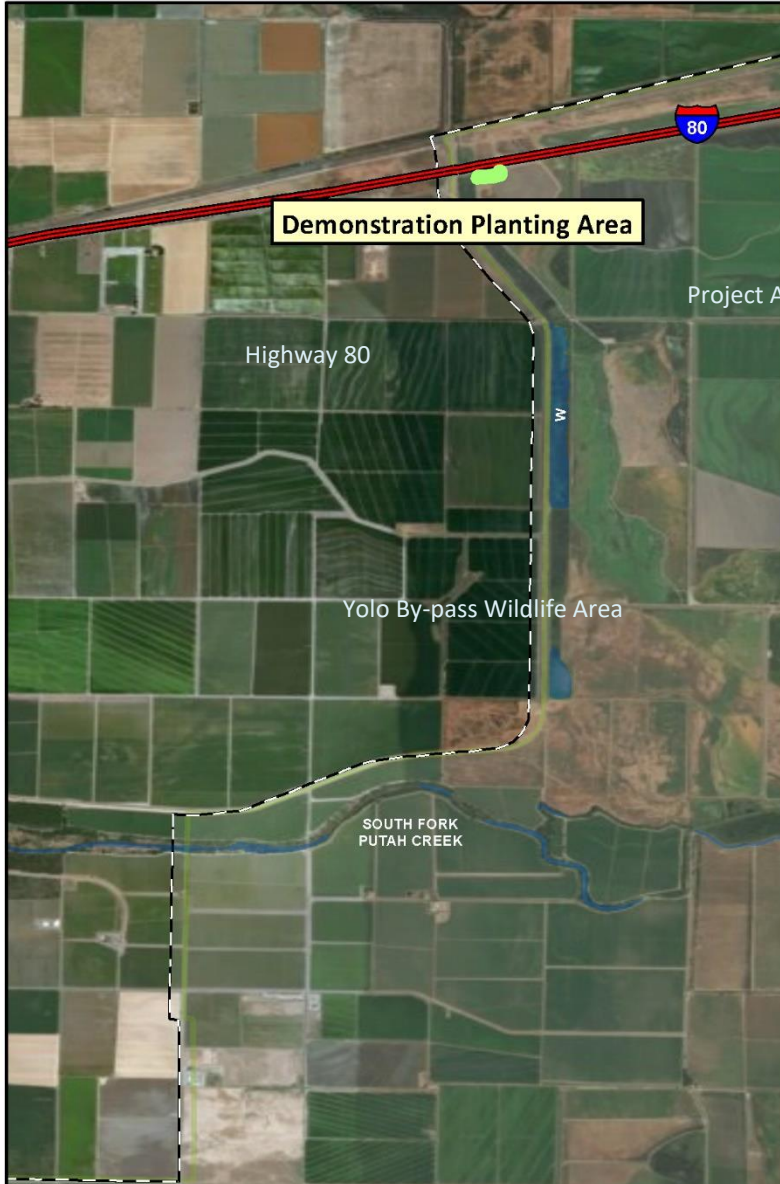 80
Demonstration Planting Area
Project A
Highway 80
W
Yolo By-pass Wildlife Area
SOUTH FORK
PUTAH CREEK